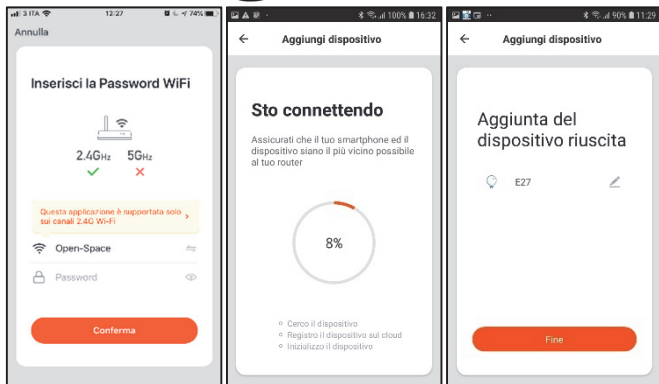 3 ITA 12:27 74%
Annulla
Inserisci la Password WiFi
2.4GHz 5GHz
Questa applicazione è supportata solo
sui canali 2.4G Wi-Fi
Open-Space
Password
Conferma
100% 16:32
Aggiungi dispositivo
Sto connettendo
Assicurati che il tuo smartphone ed il
dispositivo siano il più vicino possibile
al tuo router
8%
Cerco il dispositivo
Registro il dispositivo sul cloud
Inizializzo il dispositivo
90% 11:29
Aggiungi dispositivo
Aggiunta del
dispositivo riuscita
E27
Fine